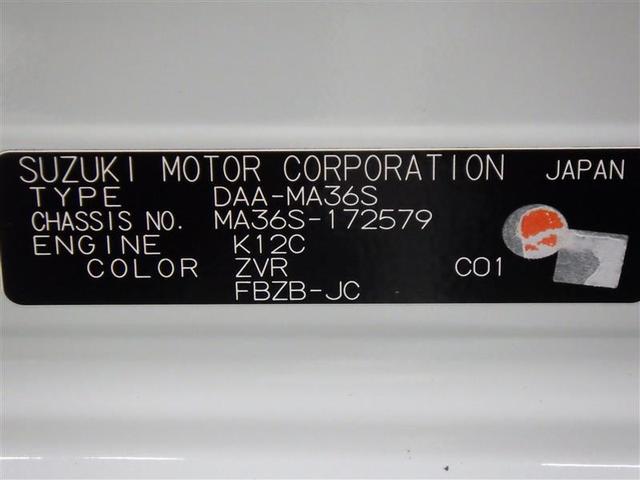 SUZUKI MOTOR CORPORATION JAPAN
TYPE DAA-MA36S
CHASSIS NO. MA36S-172579
ENGINE K12C
COLOR ZVR C01
FBZB-JC